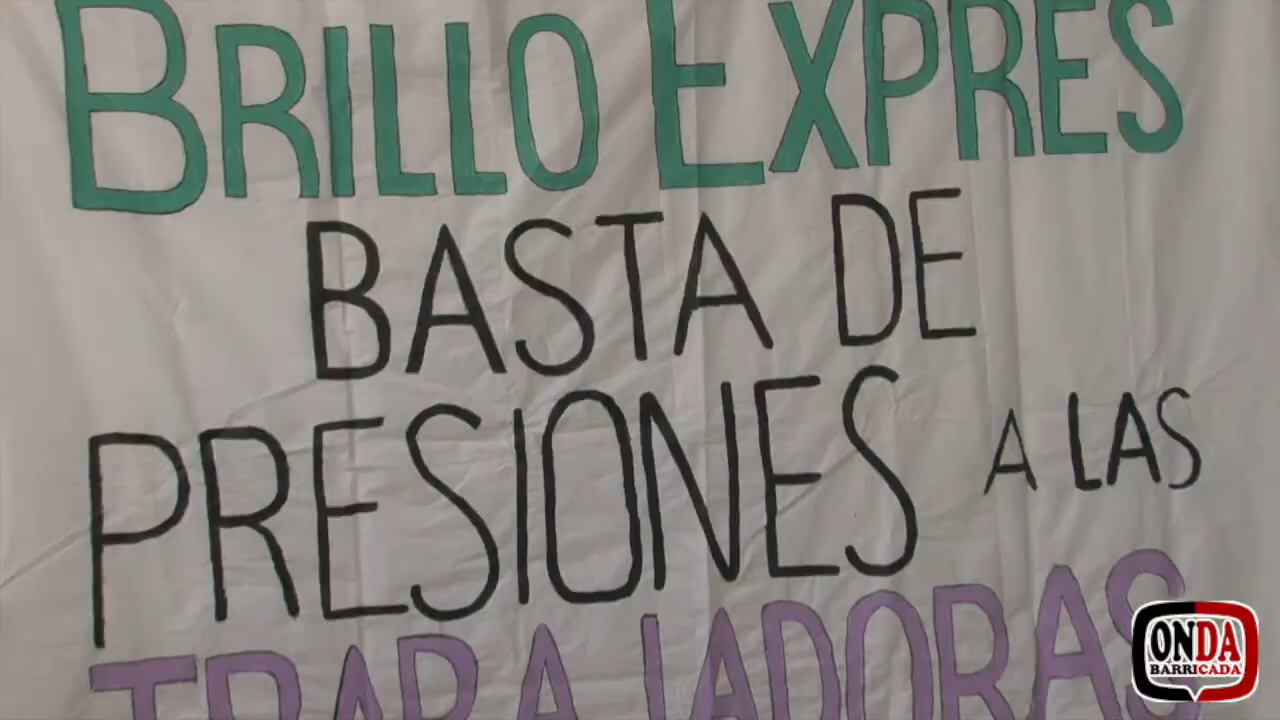 BRILLO EXPRES
BASTA DE
PRESIONES A LAS
TRABAJADORAS
ONDA
BARRICADA